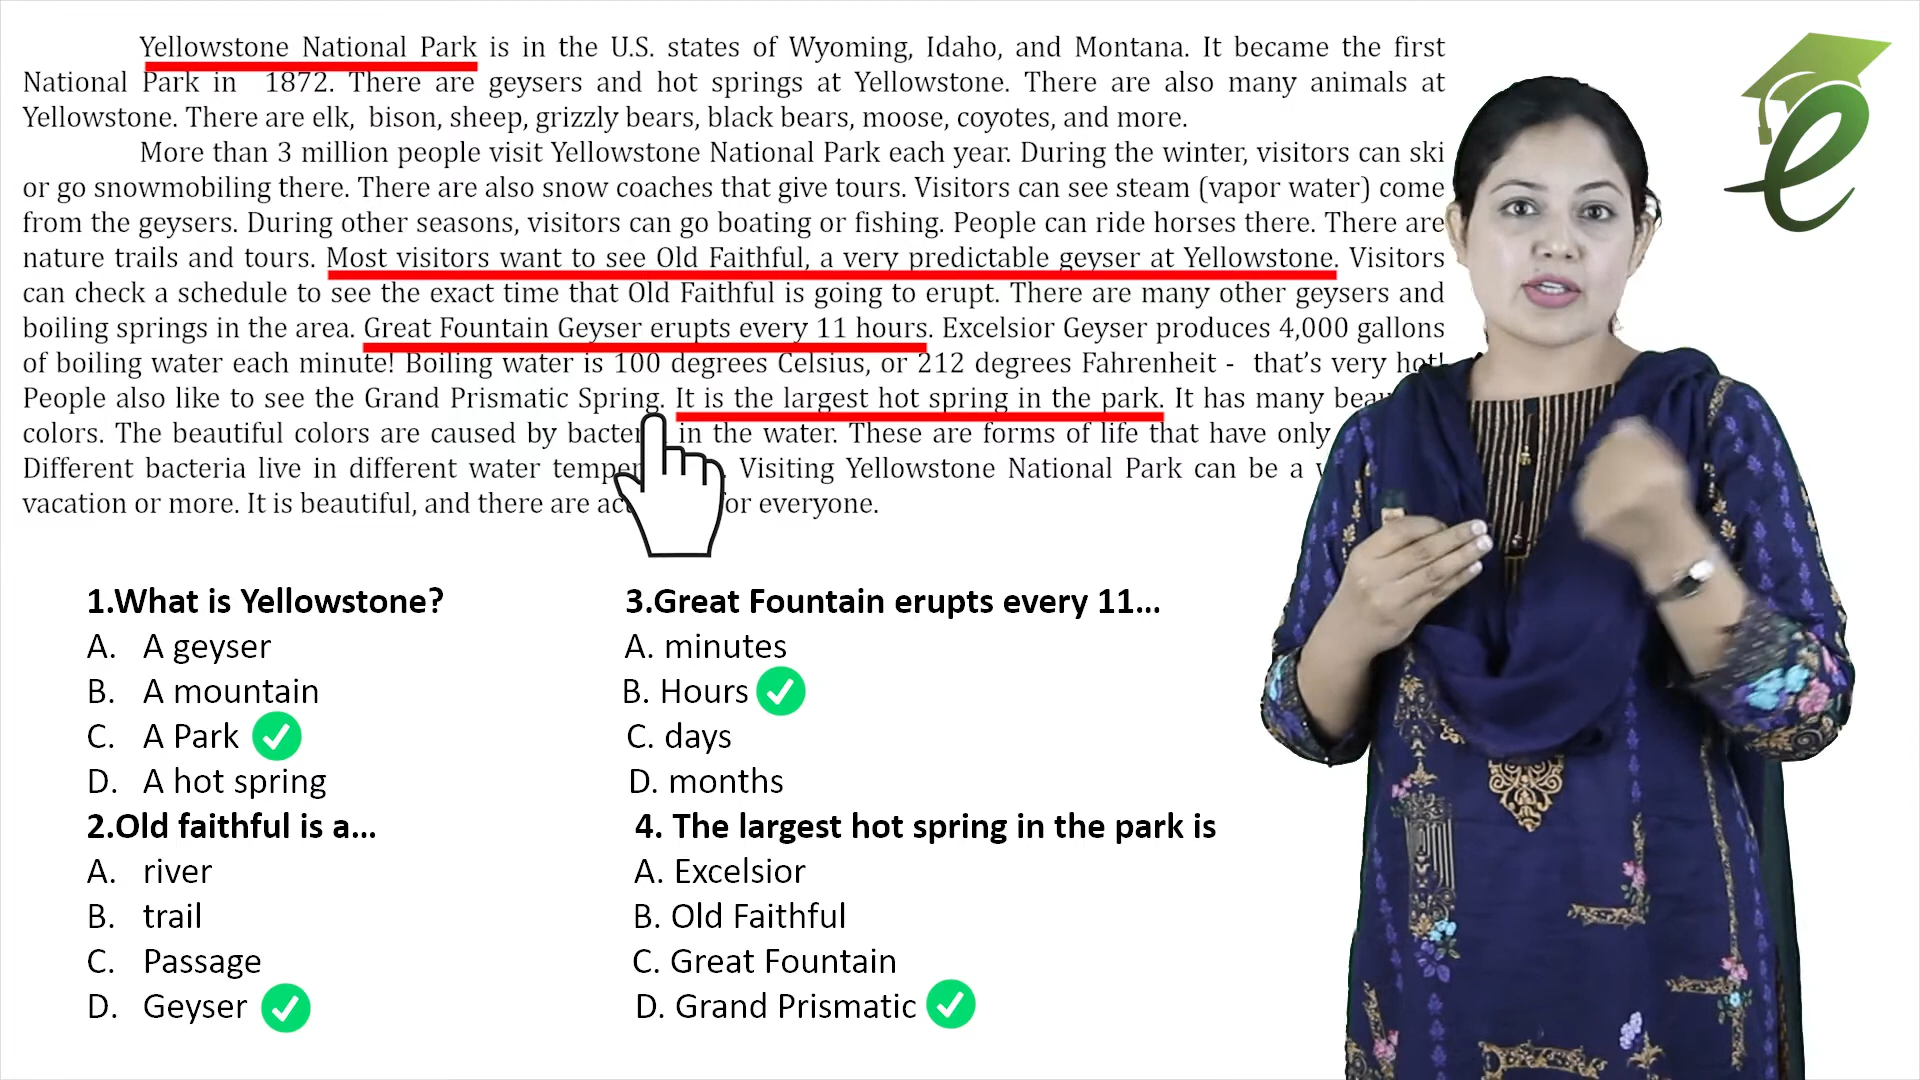 Yellowstone National Park is in the U.S. states of Wyoming, Idaho, and Montana. It became the first
National Park in 1872. There are geysers and hot springs at Yellowstone. There are also many animals at
Yellowstone. There are elk, bison, sheep, grizzly bears, black bears, moose, coyotes, and more.
More than 3 million people visit Yellowstone National Park each year. During the winter, visitors can ski
or go snowmobiling there. There are also snow coaches that give tours. Visitors can see steam (vapor water) come
from the geysers. During other seasons, visitors can go boating or fishing. People can ride horses there. There are
nature trails and tours. Most visitors want to see Old Faithful, a very predictable geyser at Yellowstone. Visitors
can check a schedule to see the exact time that Old Faithful is going to erupt. There are many other geysers and
boiling springs in the area. Great Fountain Geyser erupts every 11 hours. Excelsior Geyser produces 4,000 gallons
of boiling water each minute! Boiling water is 100 degrees Celsius, or 212 degrees Fahrenheit - that's very hot!
People also like to see the Grand Prismatic Spring. It is the largest hot spring in the park. It has many
colors. The beautiful colors are caused by in the water. These are forms of life that have only
Different bacteria live in different water Visiting Yellowstone National Park can be a
vacation or more. It is beautiful, and there are for everyone.
1.What is Yellowstone?
A. A geyser
B. A mountain
C. A Park
D. A hot spring
2.Old faithful is a...
A. river
B. trail
C. Passage
D. Geyser
3.Great Fountain erupts every 11...
A. minutes
B. Hours
C. days
D. months
4. The largest hot spring in the park is
A. Excelsior
B. Old Faithful
C. Great Fountain
D. Grand Prismatic